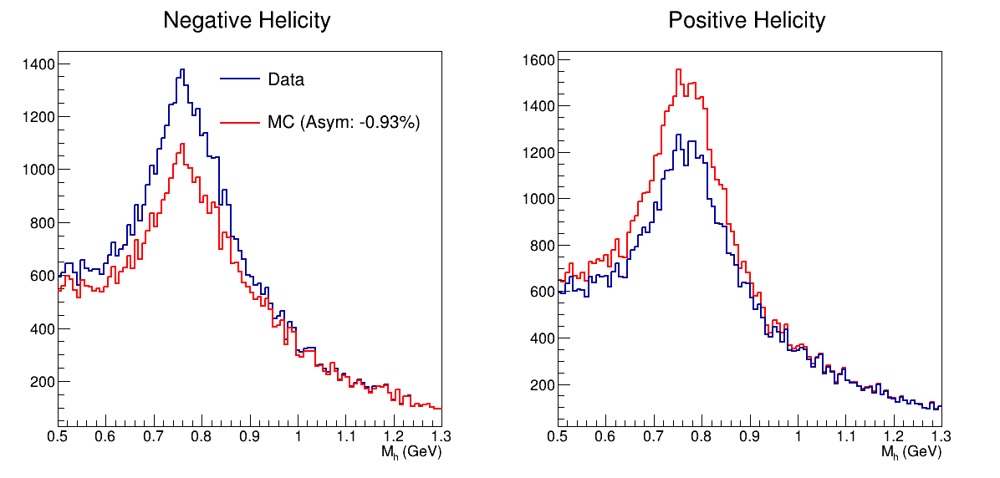 Negative Helicity
1400
1200
1000
800
600
400
200
0.5 0.6 0.7 0.8 0.9 1 1.1 1.2 1.3
M_h (GeV)
Data
MC (Asym: -0.93%)
Positive Helicity
1600
1400
1200
1000
800
600
400
200
0.5 0.6 0.7 0.8 0.9 1 1.1 1.2 1.3
M_h (GeV)